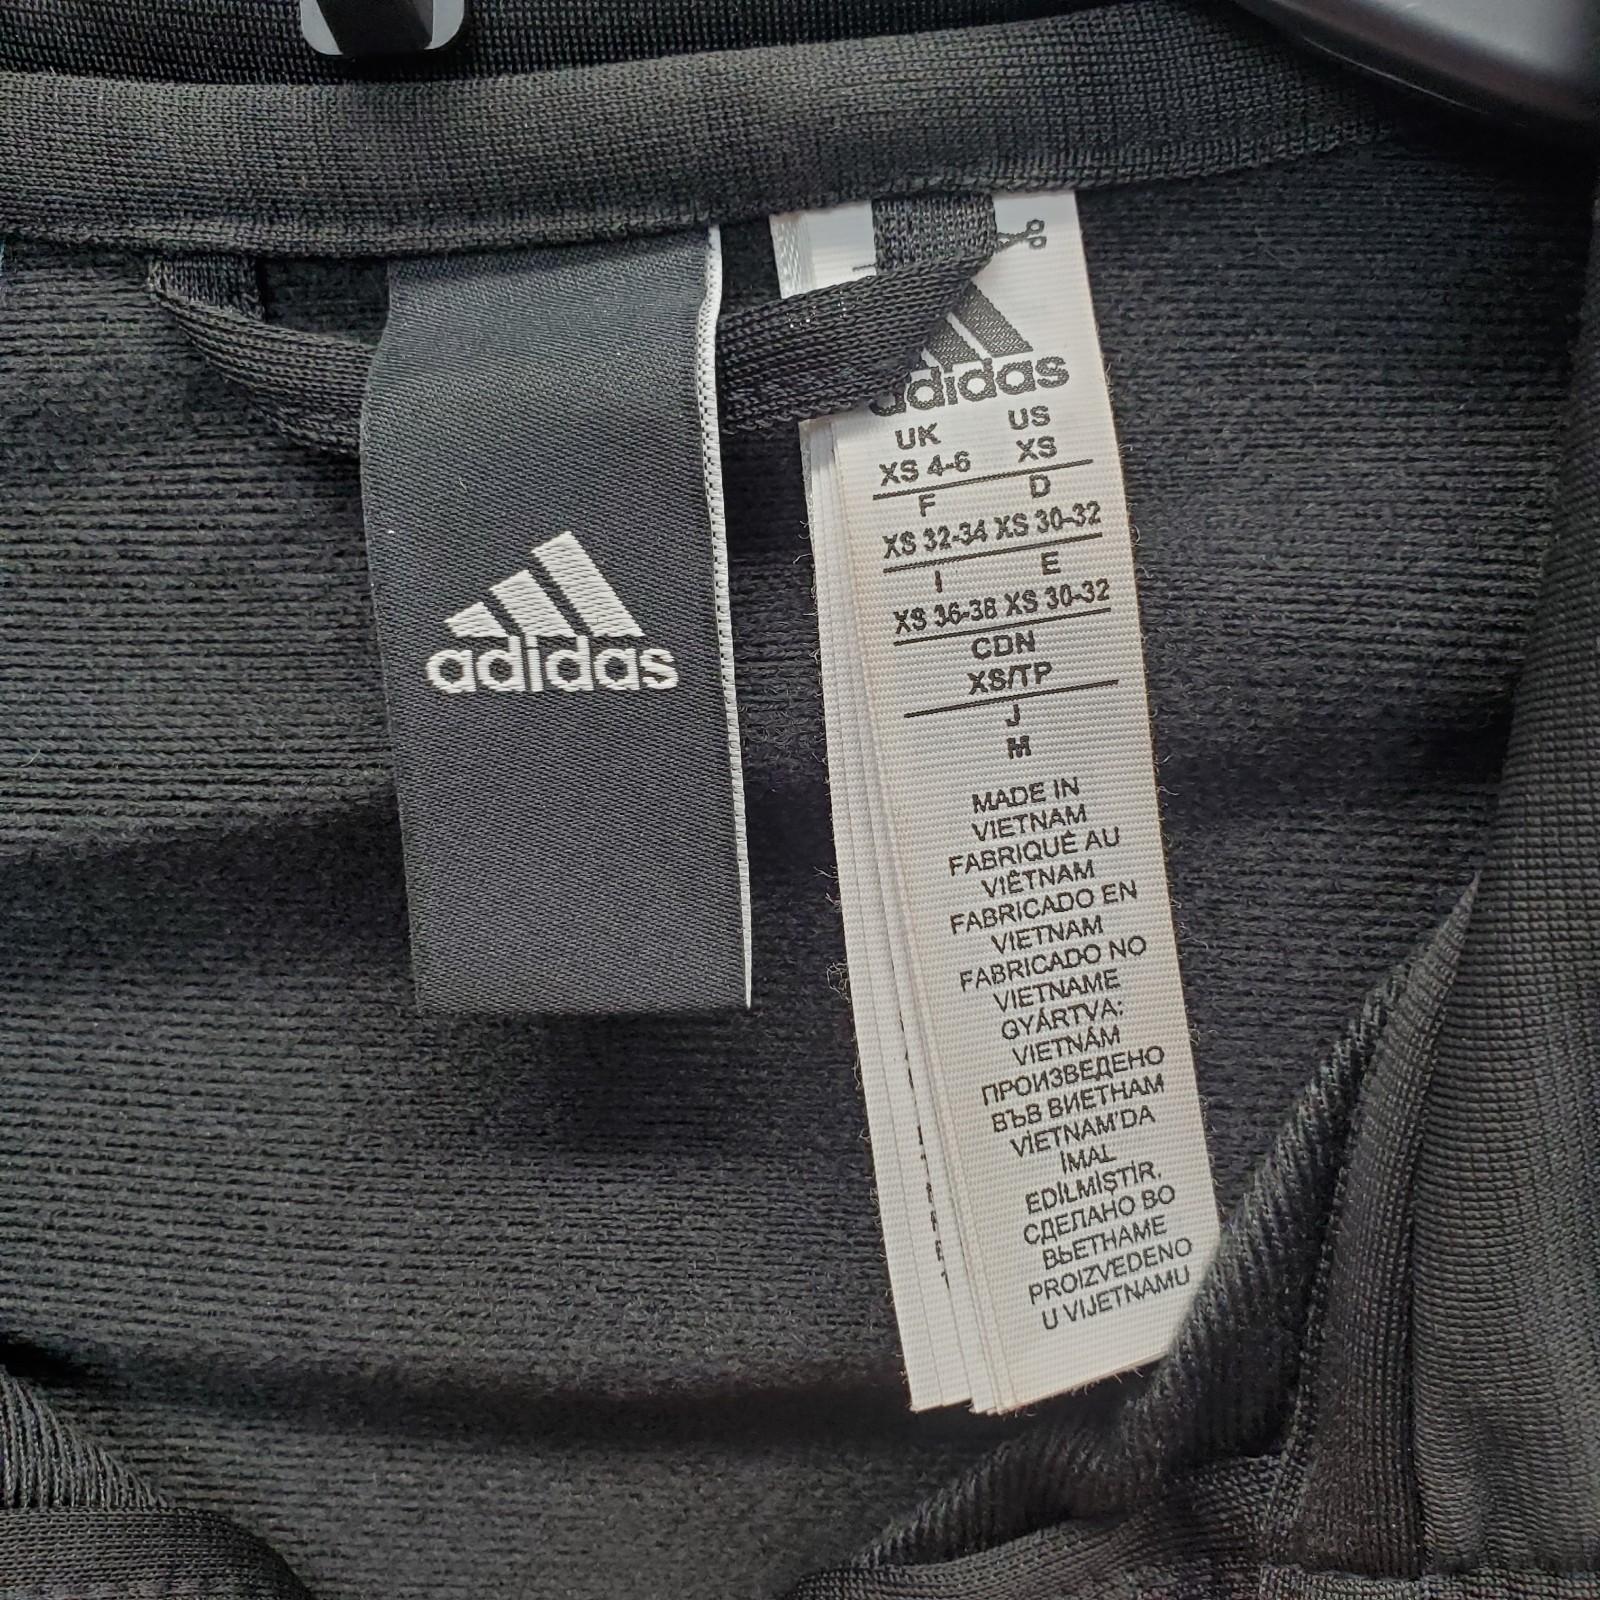 adidas
adidas
UK US
XS 4-6 XS
F D
XS 32-34 XS 30-32
I E
XS 36-38 XS 30-32
CDN
XS/TP
J
M
MADE IN
VIETNAM
FABRIQUÉ AU
VIÊTNAM
FABRICADO EN
VIETNAM
FABRICADO NO
VIETNAME
GYÁRTVA:
VIETNÁM
ПРОИЗВЕДЕНО
ВЪВ ВИЕТНАМ
VİETNAM'DA
İMAL
EDİLMİŞTİR.
СДЕЛАНО ВО
ВЬЕТНАМЕ
PROIZVEDENO
U VIJETNAMU